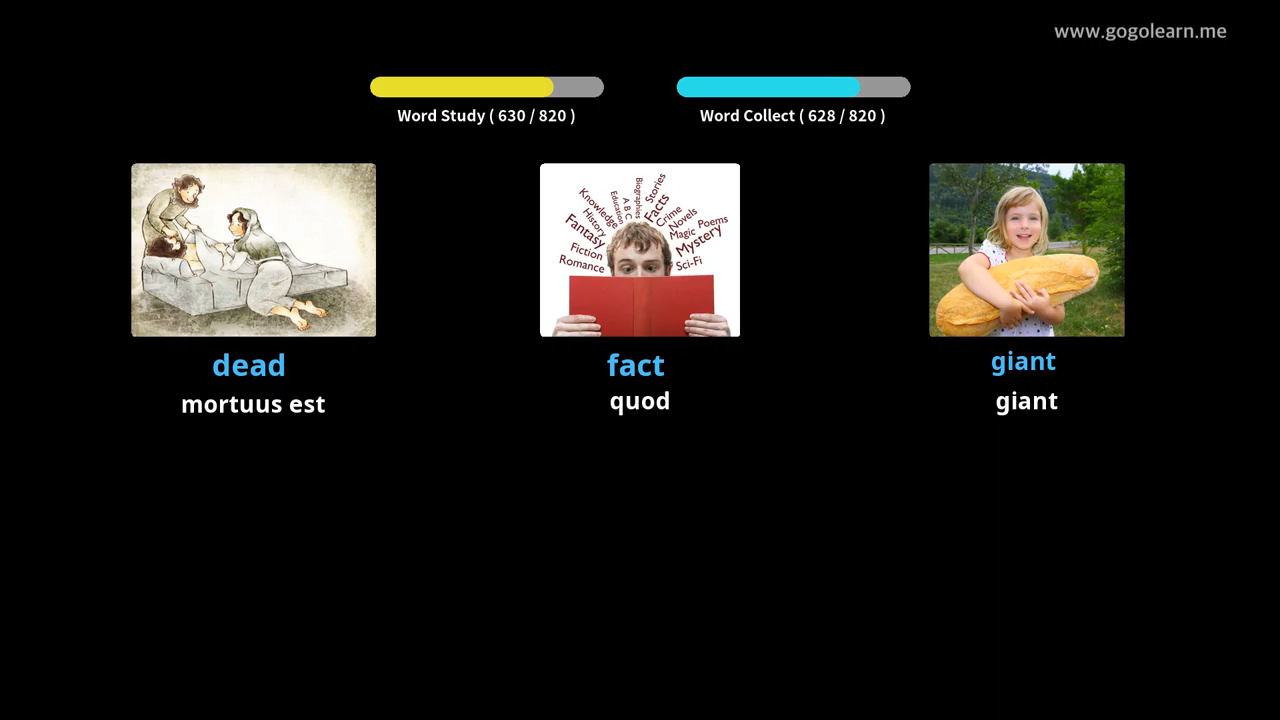 www.gogolearn.me
Word Study ( 630 / 820 )
Word Collect ( 628 / 820 )
Stories
Biographies
Facts
Education
A B C
Crime
Knowledge
Novels
History
Magic
Poems
Fantasy
Mystery
Fiction
Sci-Fi
Romance
dead
fact
giant
mortuus est
quod
giant